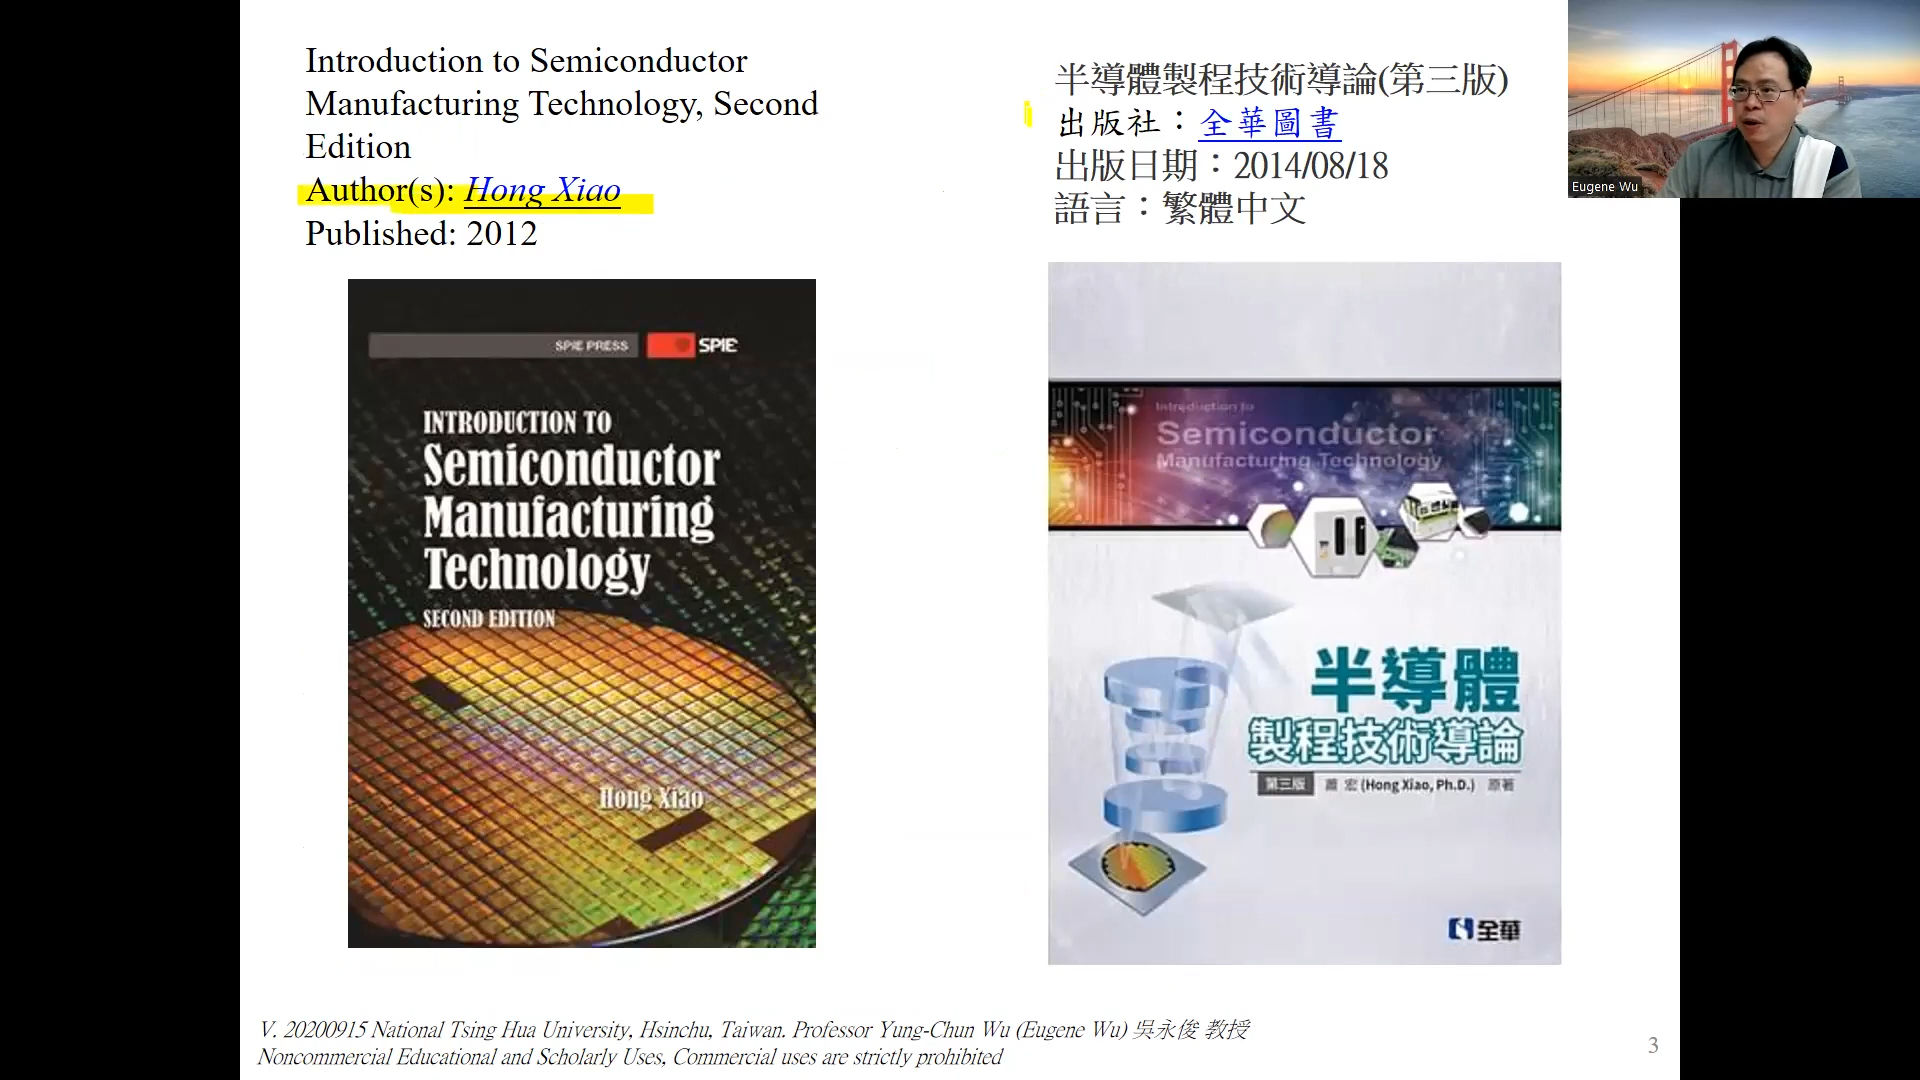 Introduction to Semiconductor
Manufacturing Technology, Second
Edition
Author(s): Hong Xiao
Published: 2012
SPIE PRESS
SPIE
INTRODUCTION TO
Semiconductor
Manufacturing
Technology
SECOND EDITION
Hong Xiao
半導體製程技術導論(第三版)
出版社：全華圖書
出版日期：2014/08/18
語言：繁體中文
Introduction to
Semiconductor
Manufacturing Technology
半導體
製程技術導論
第三版 蕭 宏 (Hong Xiao, Ph.D.) 原著
全華
Eugene Wu
V. 20200915 National Tsing Hua University, Hsinchu, Taiwan. Professor Yung-Chun Wu (Eugene Wu) 吳永俊 教授
Noncommercial Educational and Scholarly Uses, Commercial uses are strictly prohibited
3